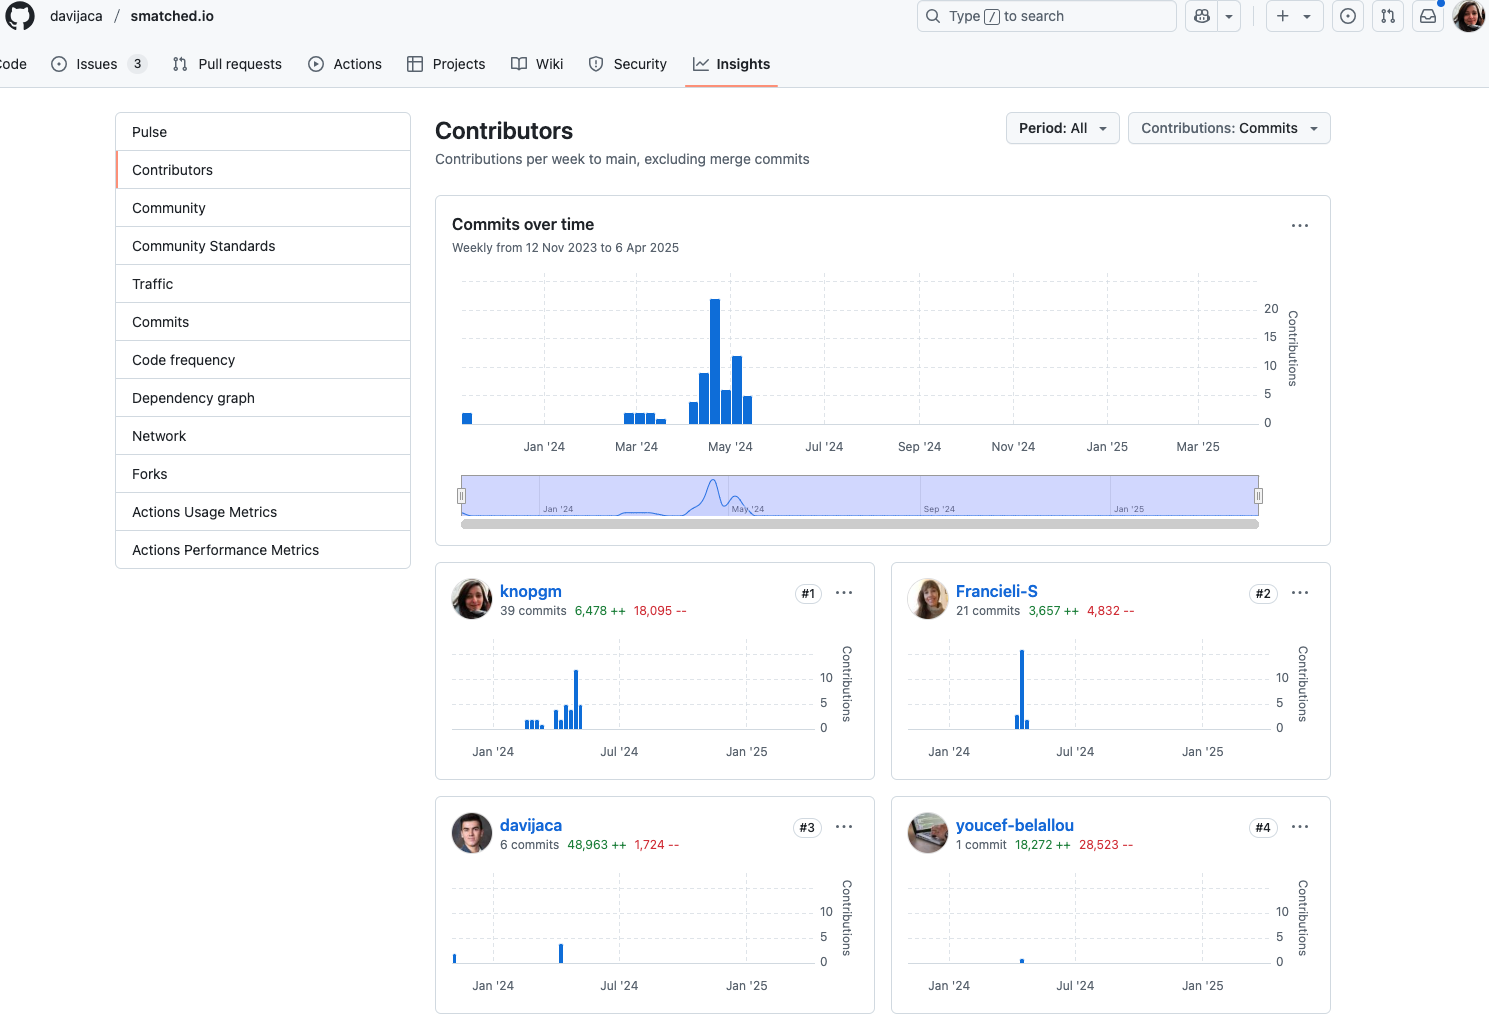 davijaca / smatched.io
Type / to search
Code
Issues 3
Pull requests
Actions
Projects
Wiki
Security
Insights
Pulse
Contributors
Community
Community Standards
Traffic
Commits
Code frequency
Dependency graph
Network
Forks
Actions Usage Metrics
Actions Performance Metrics
Contributors
Contributions per week to main, excluding merge commits
Period: All
Contributions: Commits
Commits over time
Weekly from 12 Nov 2023 to 6 Apr 2025
20
15
10
5
0
Contributions
Jan '24
Mar '24
May '24
Jul '24
Sep '24
Nov '24
Jan '25
Mar '25
Jan '24
May '24
Sep '24
Jan '25
knopgm
#1
39 commits 6,478 ++ 18,095 --
10
5
0
Contributions
Jan '24
Jul '24
Jan '25
Francieli-S
#2
21 commits 3,657 ++ 4,832 --
10
5
0
Contributions
Jan '24
Jul '24
Jan '25
davijaca
#3
6 commits 48,963 ++ 1,724 --
10
5
0
Contributions
Jan '24
Jul '24
Jan '25
youcef-belallou
#4
1 commit 18,272 ++ 28,523 --
10
5
0
Contributions
Jan '24
Jul '24
Jan '25